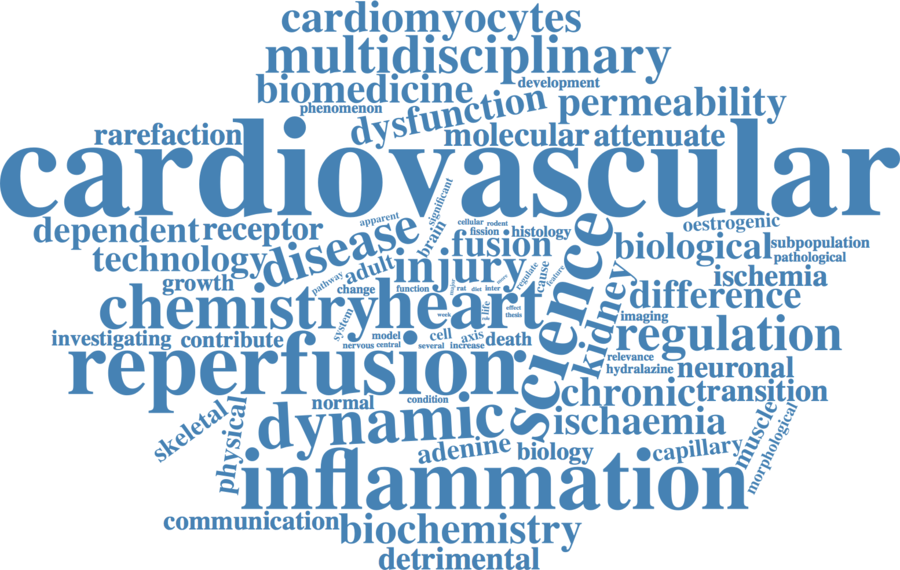 cardiomyocytes
multidisciplinary
biomedicine
development
phenomenon
dysfunction
permeability
rarefaction
molecular
attenuate
cardiovascular
significant
apparent
cellular
rodent
oestrogenic
dependent
receptor
disease
brain
fission
histology
fusion
biological
subpopulation
pathological
technology
adult
injury
cause
feature
regulate
science
ischemia
growth
pathway
change
function
rat
diet
inter
kidney
difference
chemistry
heart
life
effect
thesis
work
imaging
system
regulation
investigating
contribute
model
cell
axis
death
nervous
central
several
increase
reperfusion
relevance
hydralazine
neuronal
chronic
transition
condition
normal
skeletal
physical
dynamic
ischaemia
muscle
morphological
adenine
biology
capillary
inflammation
communication
biochemistry
detrimental